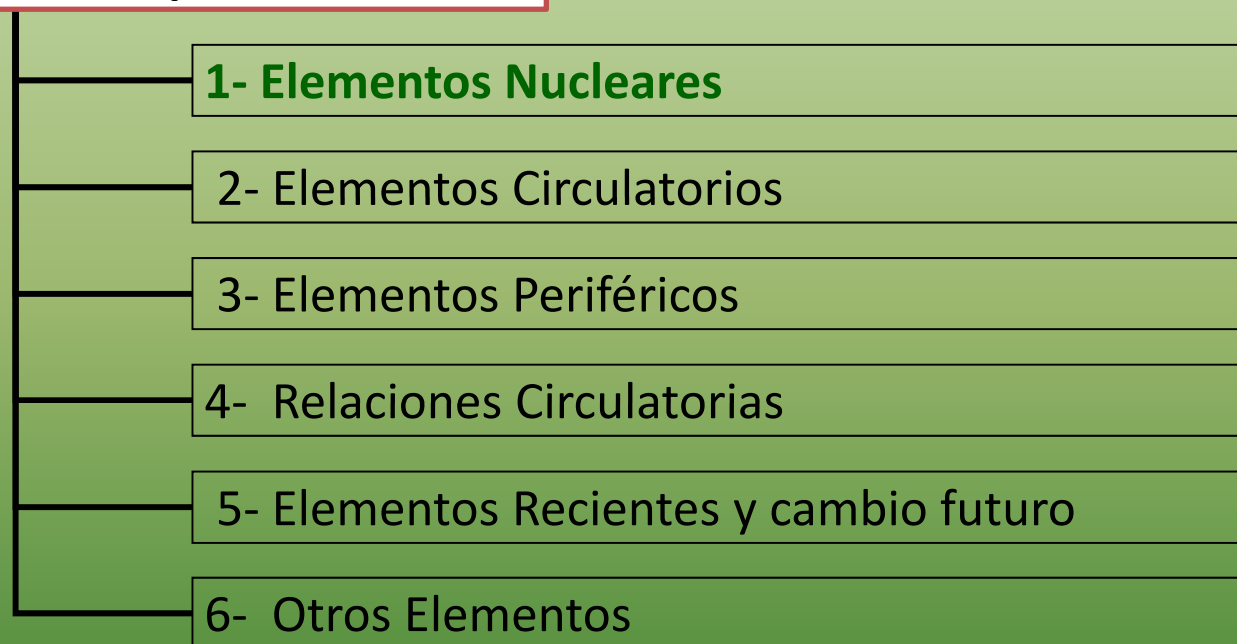 1- Elementos Nucleares
2- Elementos Circulatorios
3- Elementos Periféricos
4- Relaciones Circulatorias
5- Elementos Recientes y cambio futuro
6- Otros Elementos